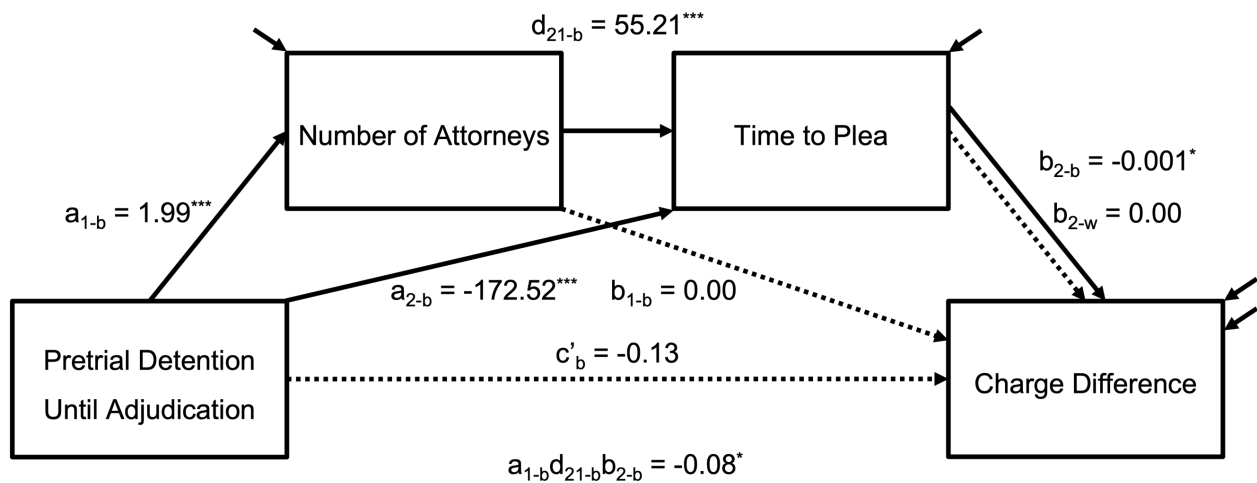 d21-b = 55.21***
Number of Attorneys
Time to Plea
b2-b = -0.001*
a1-b = 1.99***
b2-w = 0.00
a2-b = -172.52***
b1-b = 0.00
Pretrial Detention
Until Adjudication
c'b = -0.13
Charge Difference
a1-bd21-bb2-b = -0.08*